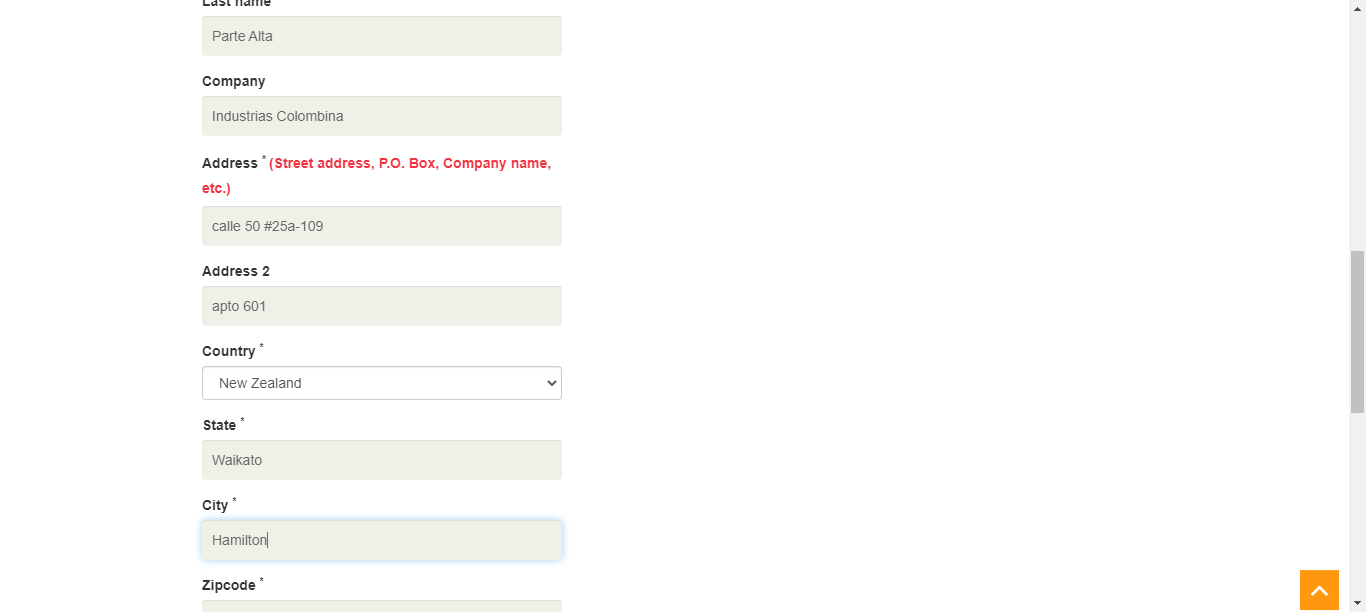 Last name
Parte Alta
Company
Industrias Colombina
Address * (Street address, P.O. Box, Company name,
etc.)
calle 50 #25a-109
Address 2
apto 601
Country *
New Zealand
State *
Waikato
City *
Hamilton
Zipcode *